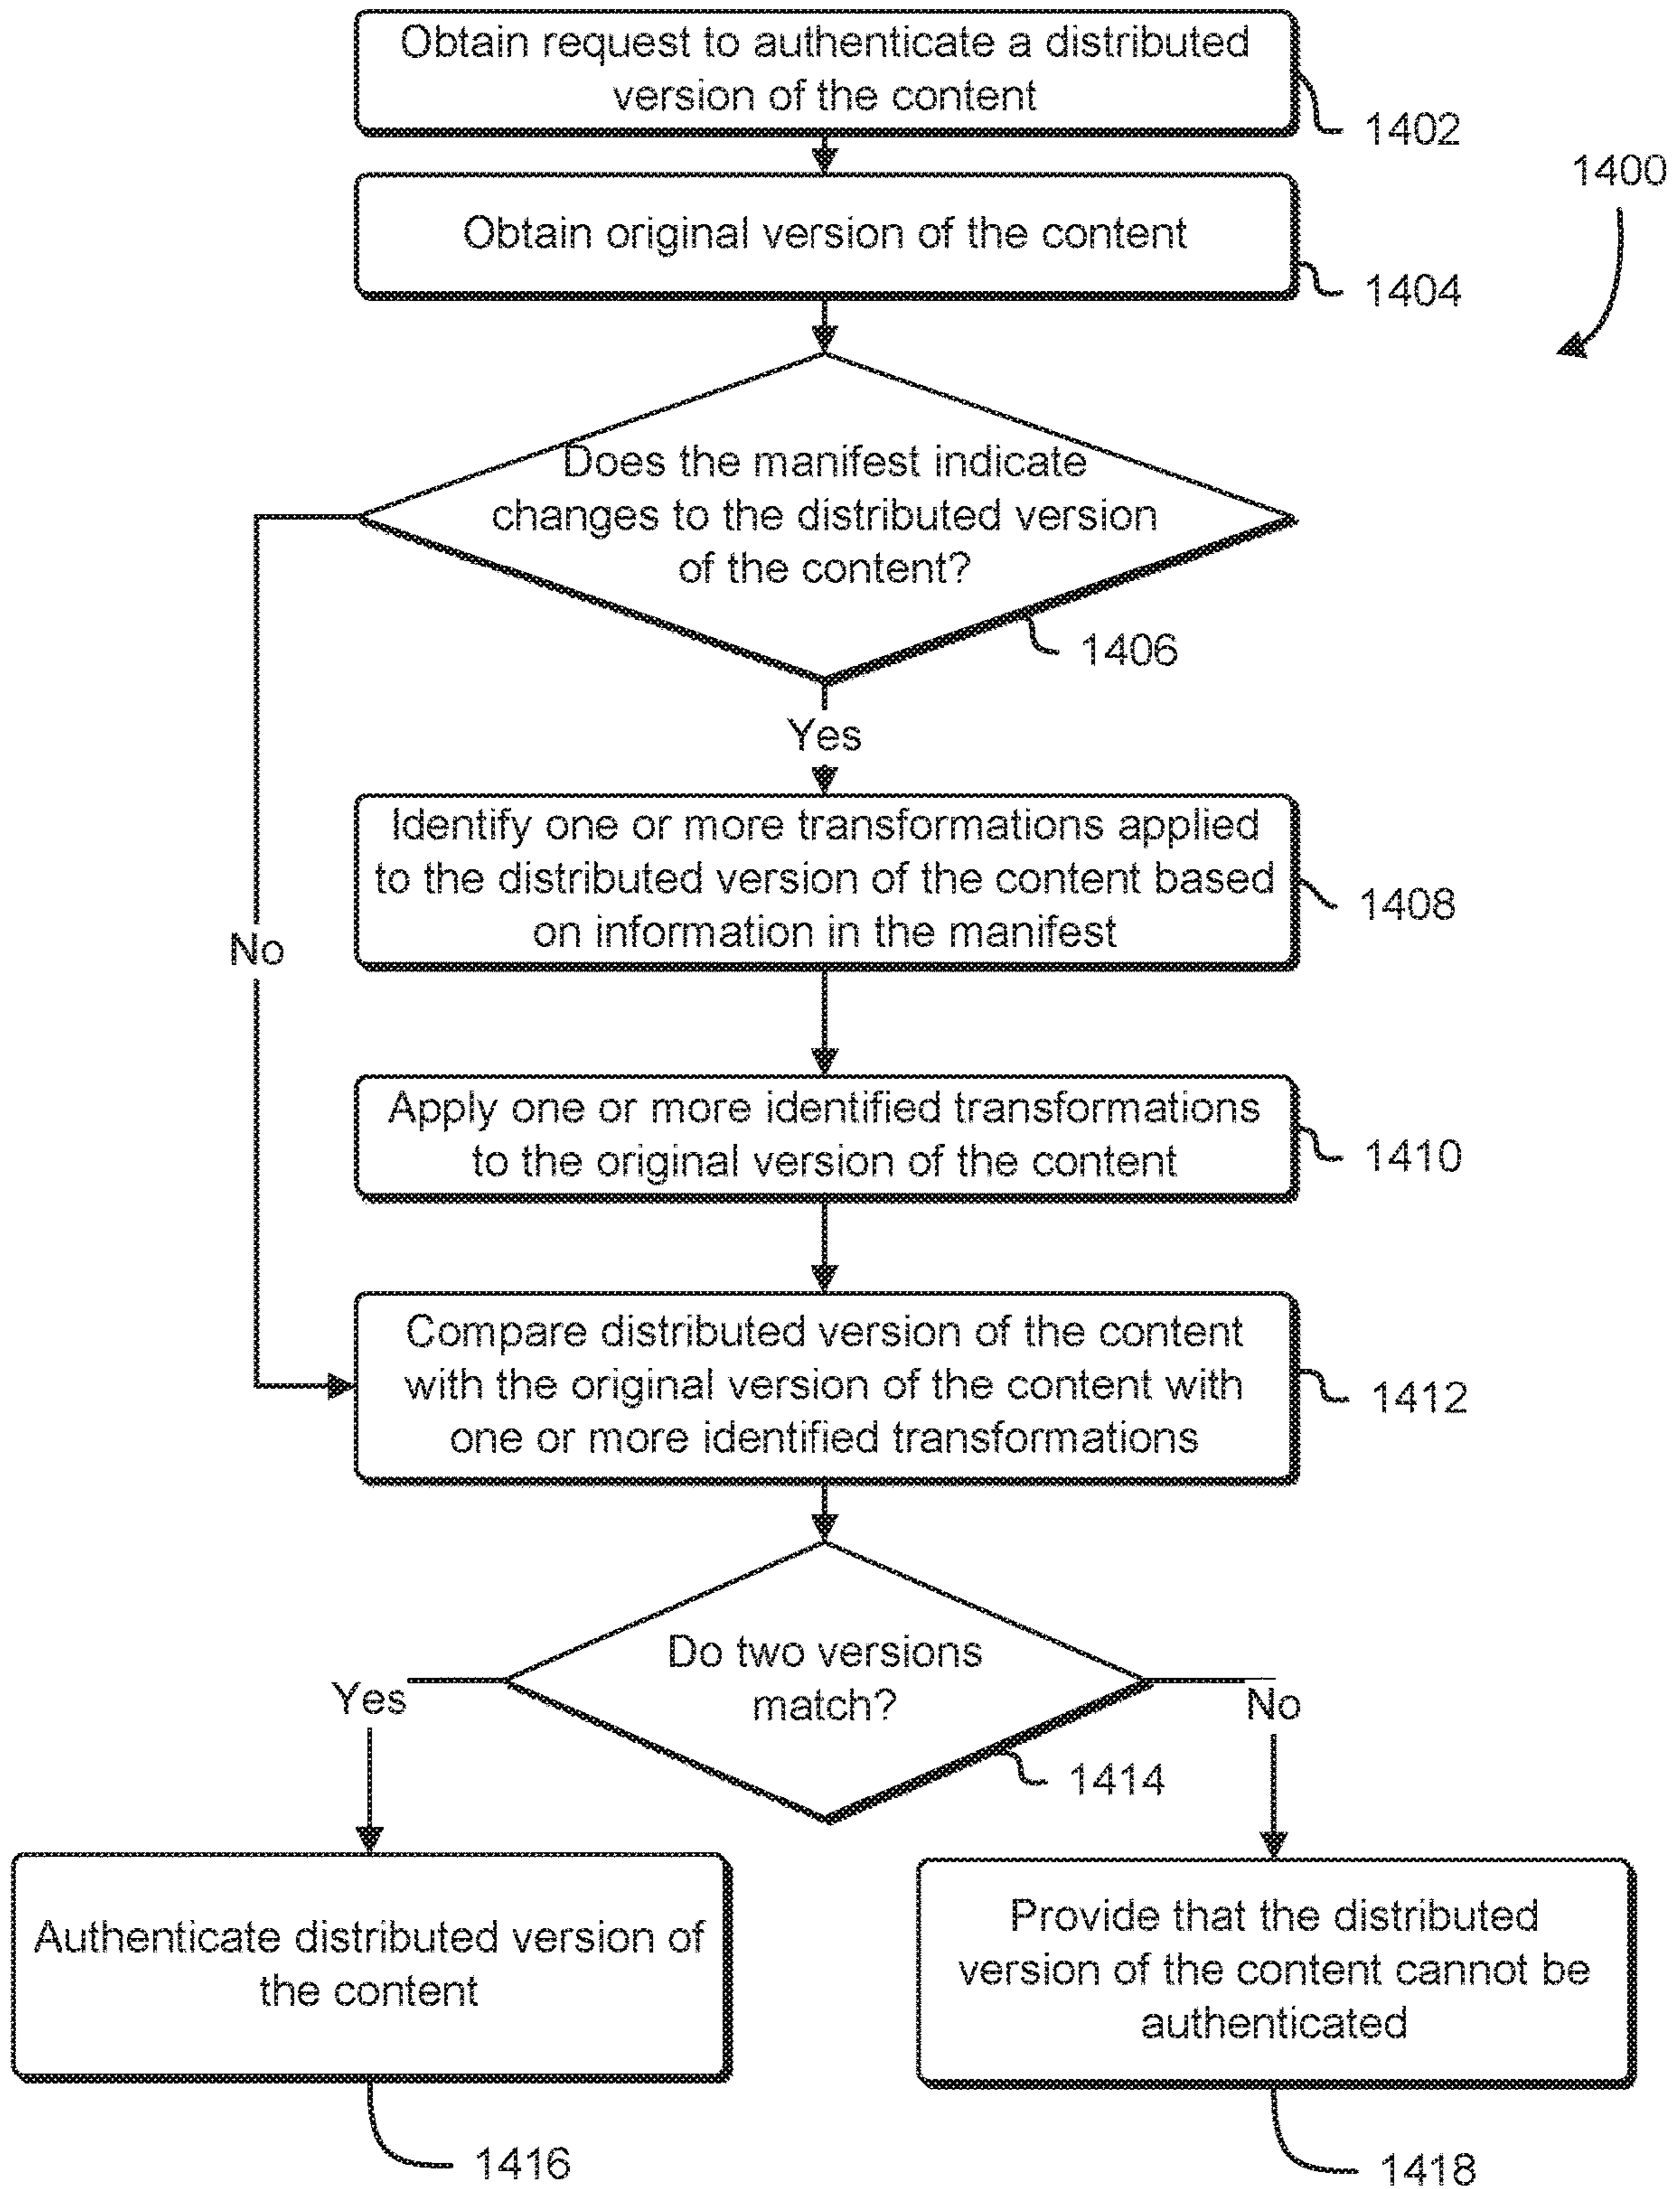 Obtain request to authenticate a distributed
version of the content
1402
1400
Obtain original version of the content
1404
Does the manifest indicate
changes to the distributed version
of the content?
1406
Yes
Identify one or more transformations applied
to the distributed version of the content based
on information in the manifest
1408
No
Apply one or more identified transformations
to the original version of the content
1410
Compare distributed version of the content
with the original version of the content with
one or more identified transformations
1412
Do two versions
match?
Yes
No
1414
Authenticate distributed version of
the content
Provide that the distributed
version of the content cannot be
authenticated
1416
1418